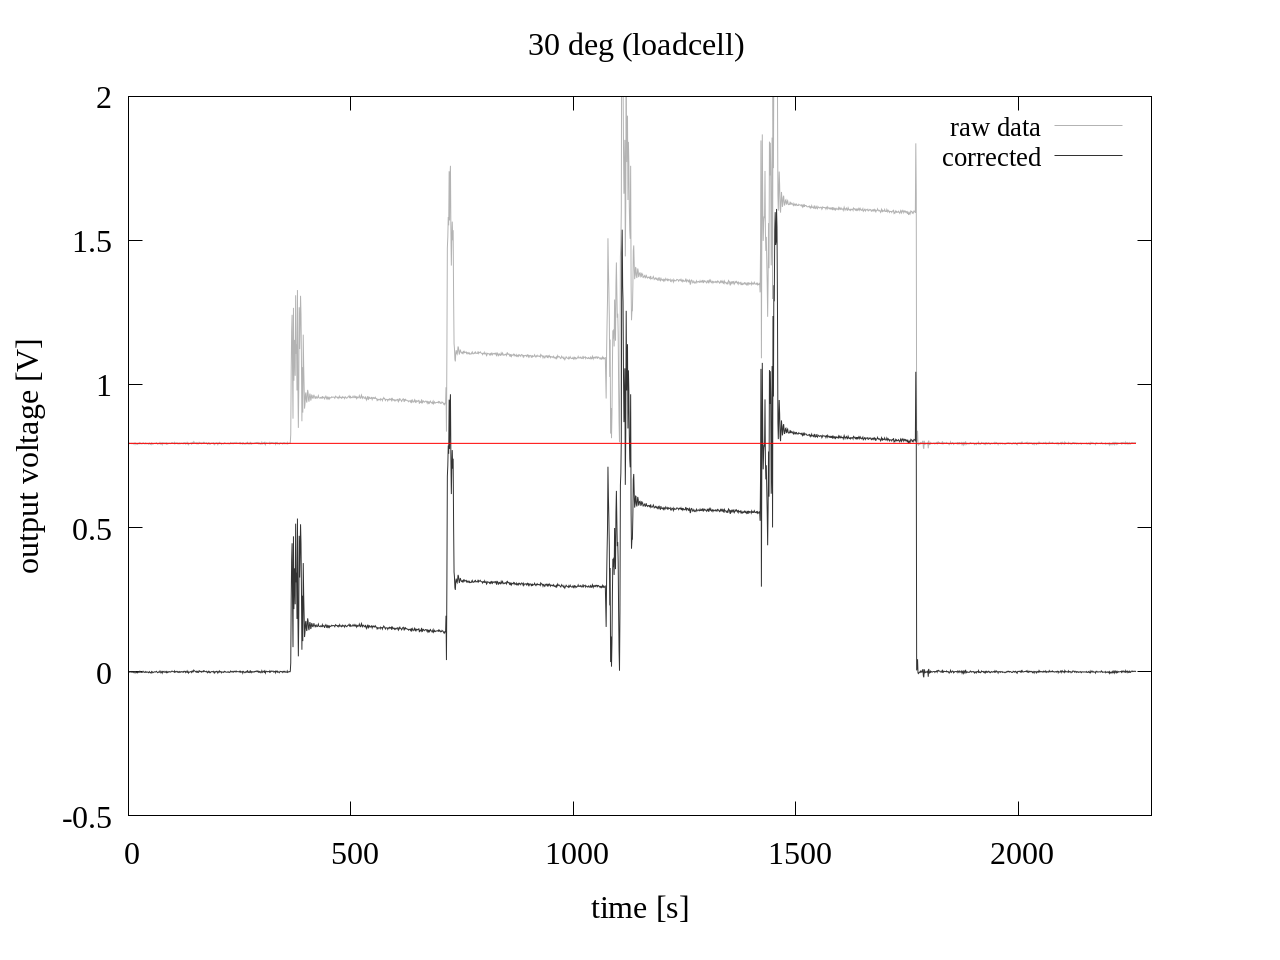 30 deg (loadcell)
2
raw data
corrected
1.5
1
0.5
0
-0.5
output voltage [V]
0 500 1000 1500 2000
time [s]